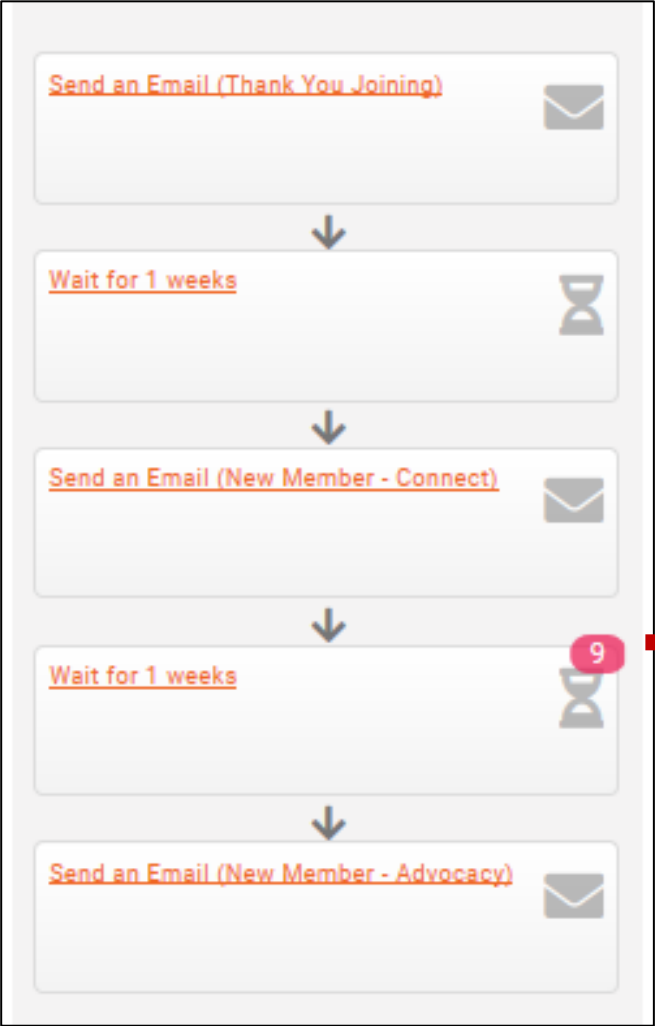 Send an Email (Thank You Joining)
Wait for 1 weeks
Send an Email (New Member - Connect)
9
Wait for 1 weeks
Send an Email (New Member - Advocacy)